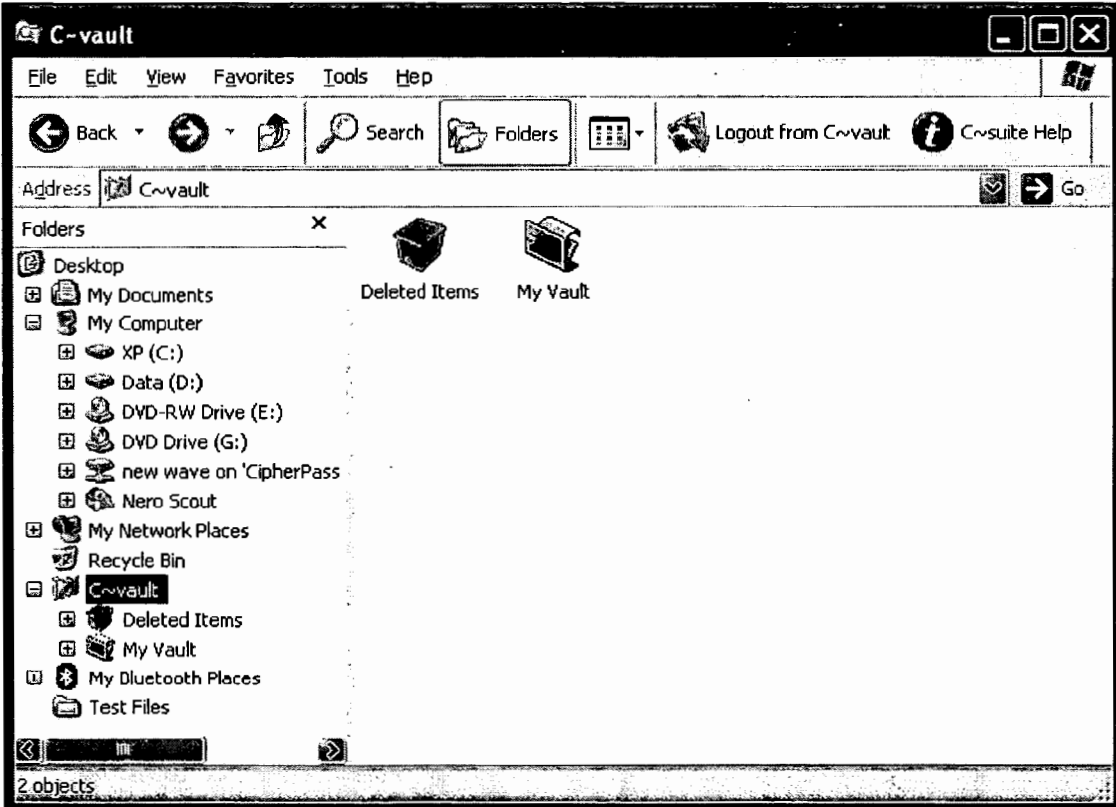 C~vault
File Edit View Favorites Tools Hep
Back Search Folders Logout from C~vault C~suite Help
Address C~vault Go
Folders
Desktop
My Documents
My Computer
XP (C:)
Data (D:)
DVD-RW Drive (E:)
DVD Drive (G:)
new wave on 'CipherPass
Nero Scout
My Network Places
Recycle Bin
C~vault
Deleted Items
My Vault
My Bluetooth Places
Test Files
Deleted Items My Vault
2 objects